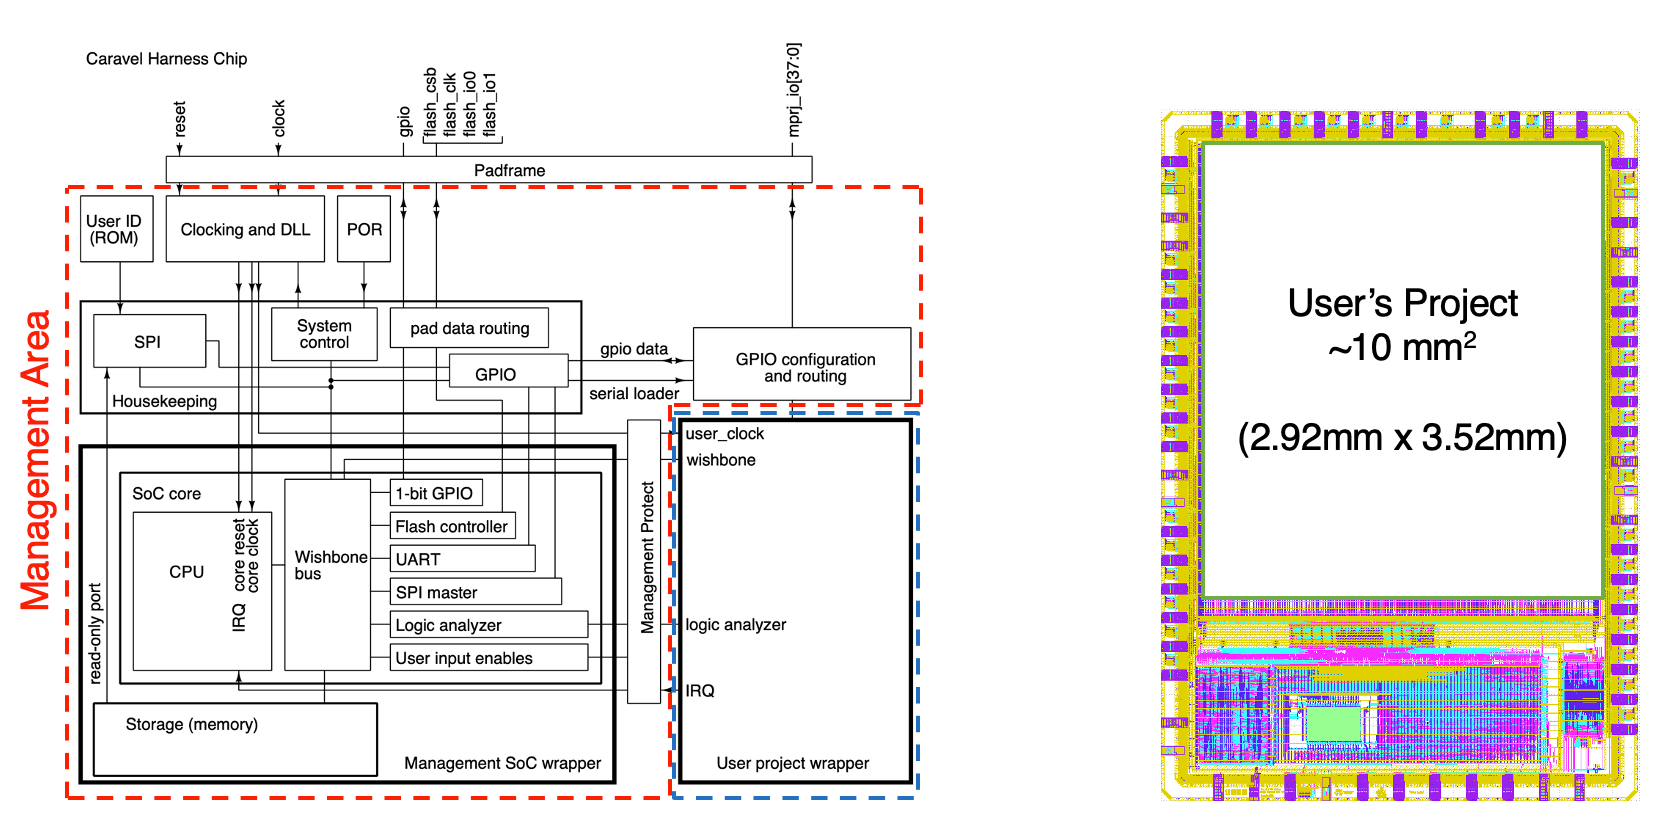 Caravel Harness Chip
reset
clock
gpio
flash_csb
flash_clk
flash_io0
flash_io1
mprj_io[37:0]
Padframe
Management Area
User ID
(ROM)
Clocking and DLL
POR
SPI
System
control
pad data routing
GPIO
gpio data
serial loader
GPIO configuration
and routing
Housekeeping
user_clock
wishbone
SoC core
CPU
core reset
core clock
IRQ
Wishbone
bus
1-bit GPIO
Flash controller
UART
SPI master
Logic analyzer
User input enables
Management Protect
logic analyzer
IRQ
read-only port
Storage (memory)
Management SoC wrapper
User project wrapper
User's Project
~10 mm²
(2.92mm x 3.52mm)